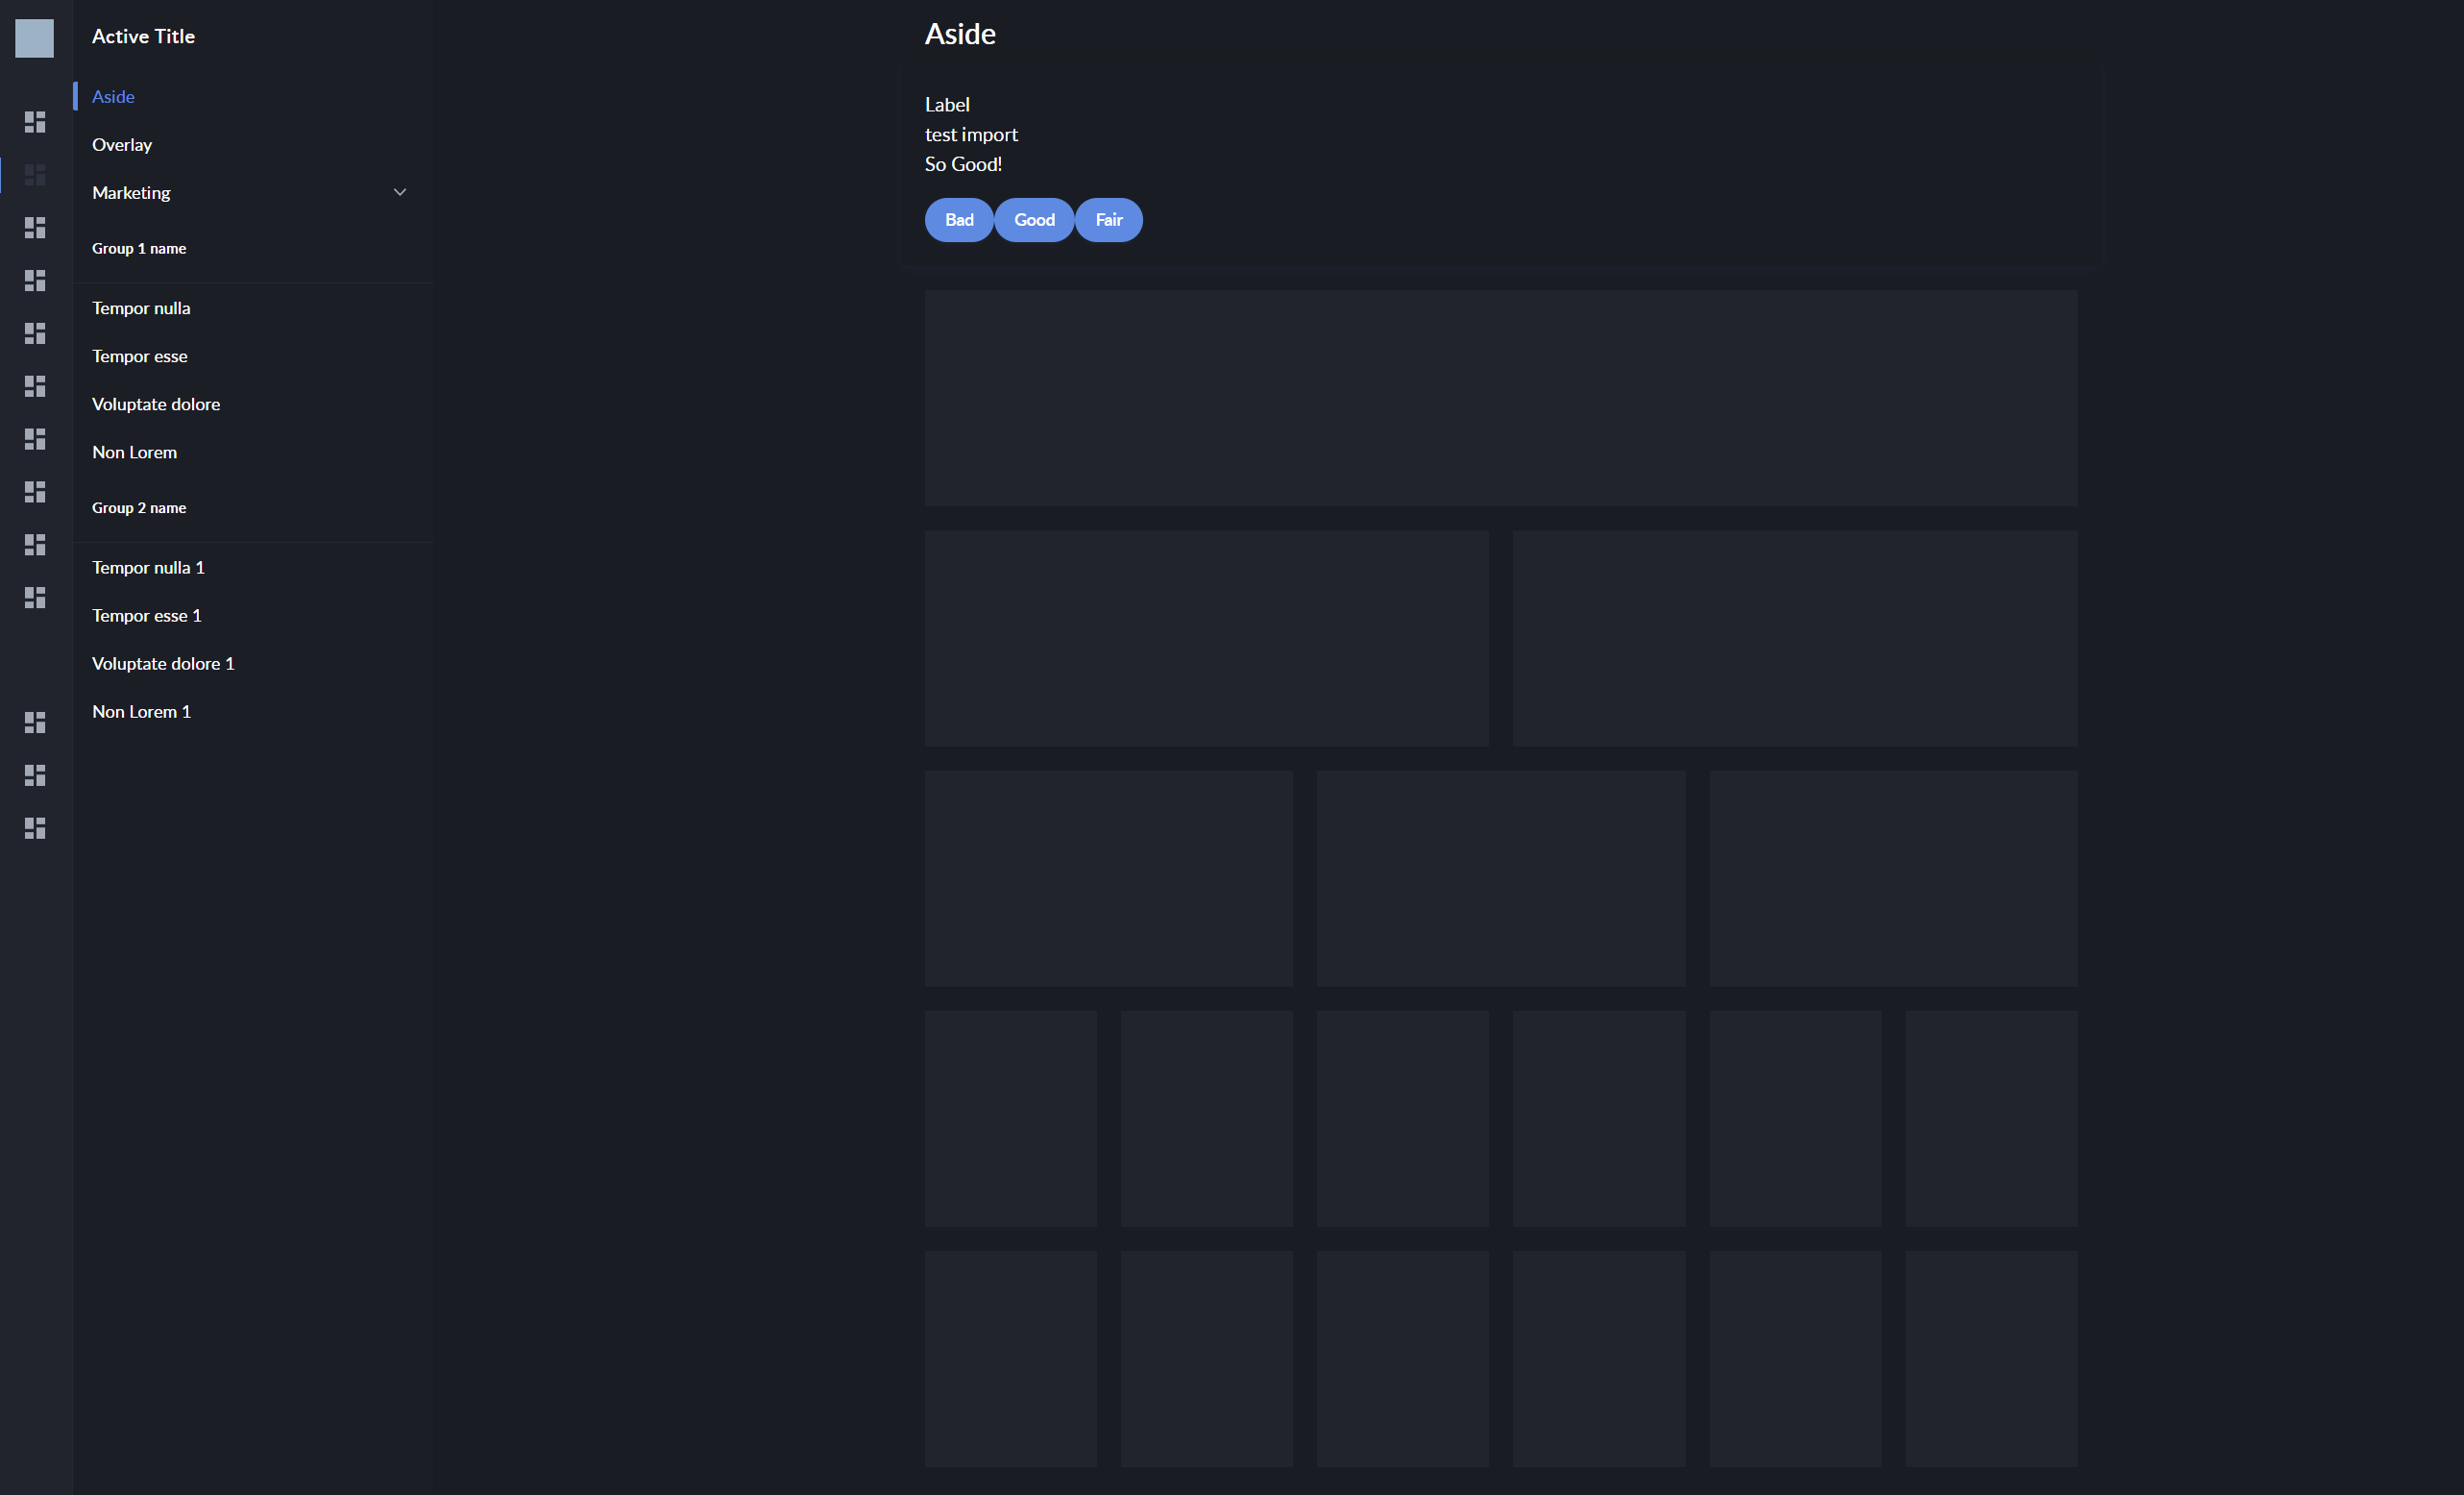 Active Title
Aside
Overlay
Marketing
Group 1 name
Tempor nulla
Tempor esse
Voluptate dolore
Non Lorem
Group 2 name
Tempor nulla 1
Tempor esse 1
Voluptate dolore 1
Non Lorem 1
Aside
Label
test import
So Good!
Bad Good Fair